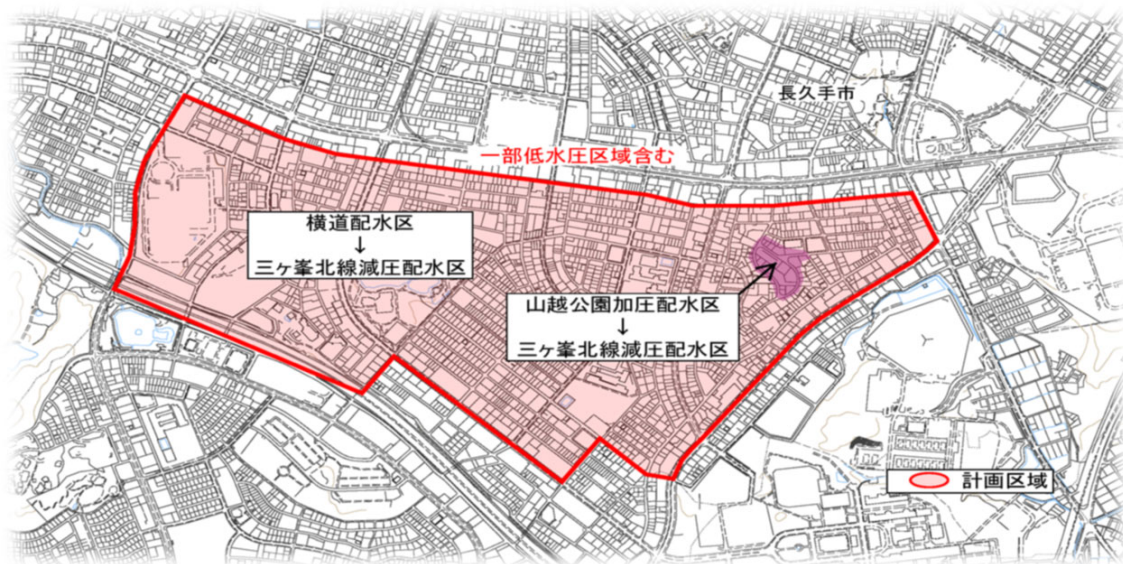 長久手市
一部低水圧区域含む
横道配水区
↓
三ヶ峯北線減圧配水区
山越公園加圧配水区
↓
三ヶ峯北線減圧配水区
計画区域